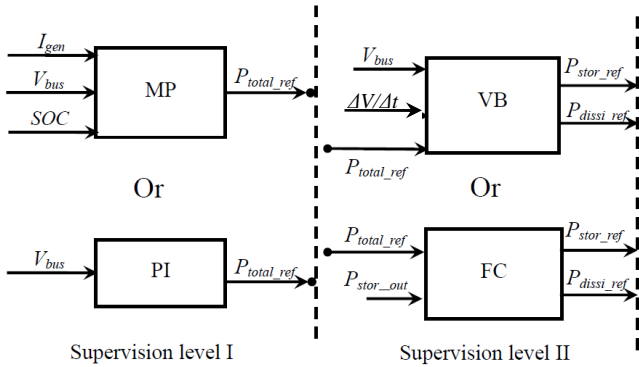 I_gen
V_bus
SOC
MP
P_total_ref
V_bus
ΔV/Δt
P_total_ref
VB
P_stor_ref
P_dissi_ref
Or
Or
V_bus
PI
P_total_ref
P_total_ref
P_stor_out
FC
P_stor_ref
P_dissi_ref
Supervision level I
Supervision level II